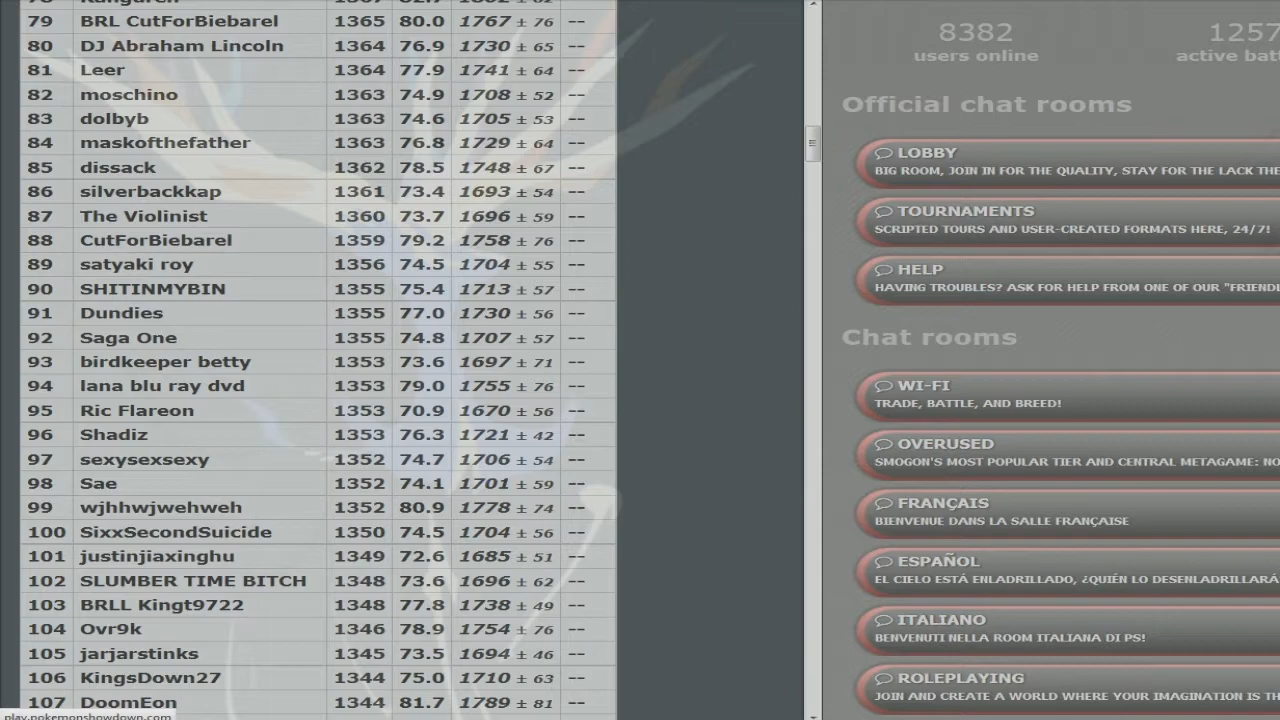 79 BRL CutForBiebarel 1365 80.0 1767 ± 76 --
80 DJ Abraham Lincoln 1364 76.9 1730 ± 65 --
81 Leer 1364 77.9 1741 ± 64 --
82 moschino 1363 74.9 1708 ± 52 --
83 dolbyb 1363 74.6 1705 ± 53 --
84 maskofthefather 1363 76.8 1729 ± 64 --
85 dissack 1362 78.5 1748 ± 67 --
86 silverbackkap 1361 73.4 1693 ± 54 --
87 The Violinist 1360 73.7 1696 ± 59 --
88 CutForBiebarel 1359 79.2 1758 ± 76 --
89 satyaki roy 1356 74.5 1704 ± 55 --
90 SHITINMYBIN 1355 75.4 1713 ± 57 --
91 Dundies 1355 77.0 1730 ± 56 --
92 Saga One 1355 74.8 1707 ± 57 --
93 birdkeeper betty 1353 73.6 1697 ± 71 --
94 lana blu ray dvd 1353 79.0 1755 ± 76 --
95 Ric Flareon 1353 70.9 1670 ± 56 --
96 Shadiz 1353 76.3 1721 ± 42 --
97 sexysexsexy 1352 74.7 1706 ± 54 --
98 Sae 1352 74.1 1701 ± 59 --
99 wjhhwjwehweh 1352 80.9 1778 ± 74 --
100 SixxSecondSuicide 1350 74.5 1704 ± 56 --
101 justinjiaxinghu 1349 72.6 1685 ± 51 --
102 SLUMBER TIME BITCH 1348 73.6 1696 ± 62 --
103 BRLL Kingt9722 1348 77.8 1738 ± 49 --
104 Ovr9k 1346 78.9 1754 ± 76 --
105 jarjarstinks 1345 73.5 1694 ± 46 --
106 KingsDown27 1344 75.0 1710 ± 63 --
107 DoomEon 1344 81.7 1789 ± 81 --
play.pokemonshowdown.com
8382 1257
users online active batt
Official chat rooms
LOBBY
BIG ROOM, JOIN IN FOR THE QUALITY, STAY FOR THE LACK THE
TOURNAMENTS
SCRIPTED TOURS AND USER-CREATED FORMATS HERE, 24/7!
HELP
HAVING TROUBLES? ASK FOR HELP FROM ONE OF OUR "FRIENDL
Chat rooms
WI-FI
TRADE, BATTLE, AND BREED!
OVERUSED
SMOGON'S MOST POPULAR TIER AND CENTRAL METAGAME: NO
FRANÇAIS
BIENVENUE DANS LA SALLE FRANÇAISE
ESPAÑOL
EL CIELO ESTÁ ENLADRILLADO, ¿QUIÉN LO DESENLADRILLARÁ
ITALIANO
BENVENUTI NELLA ROOM ITALIANA DI PS!
ROLEPLAYING
JOIN AND CREATE A WORLD WHERE YOUR IMAGINATION IS TH